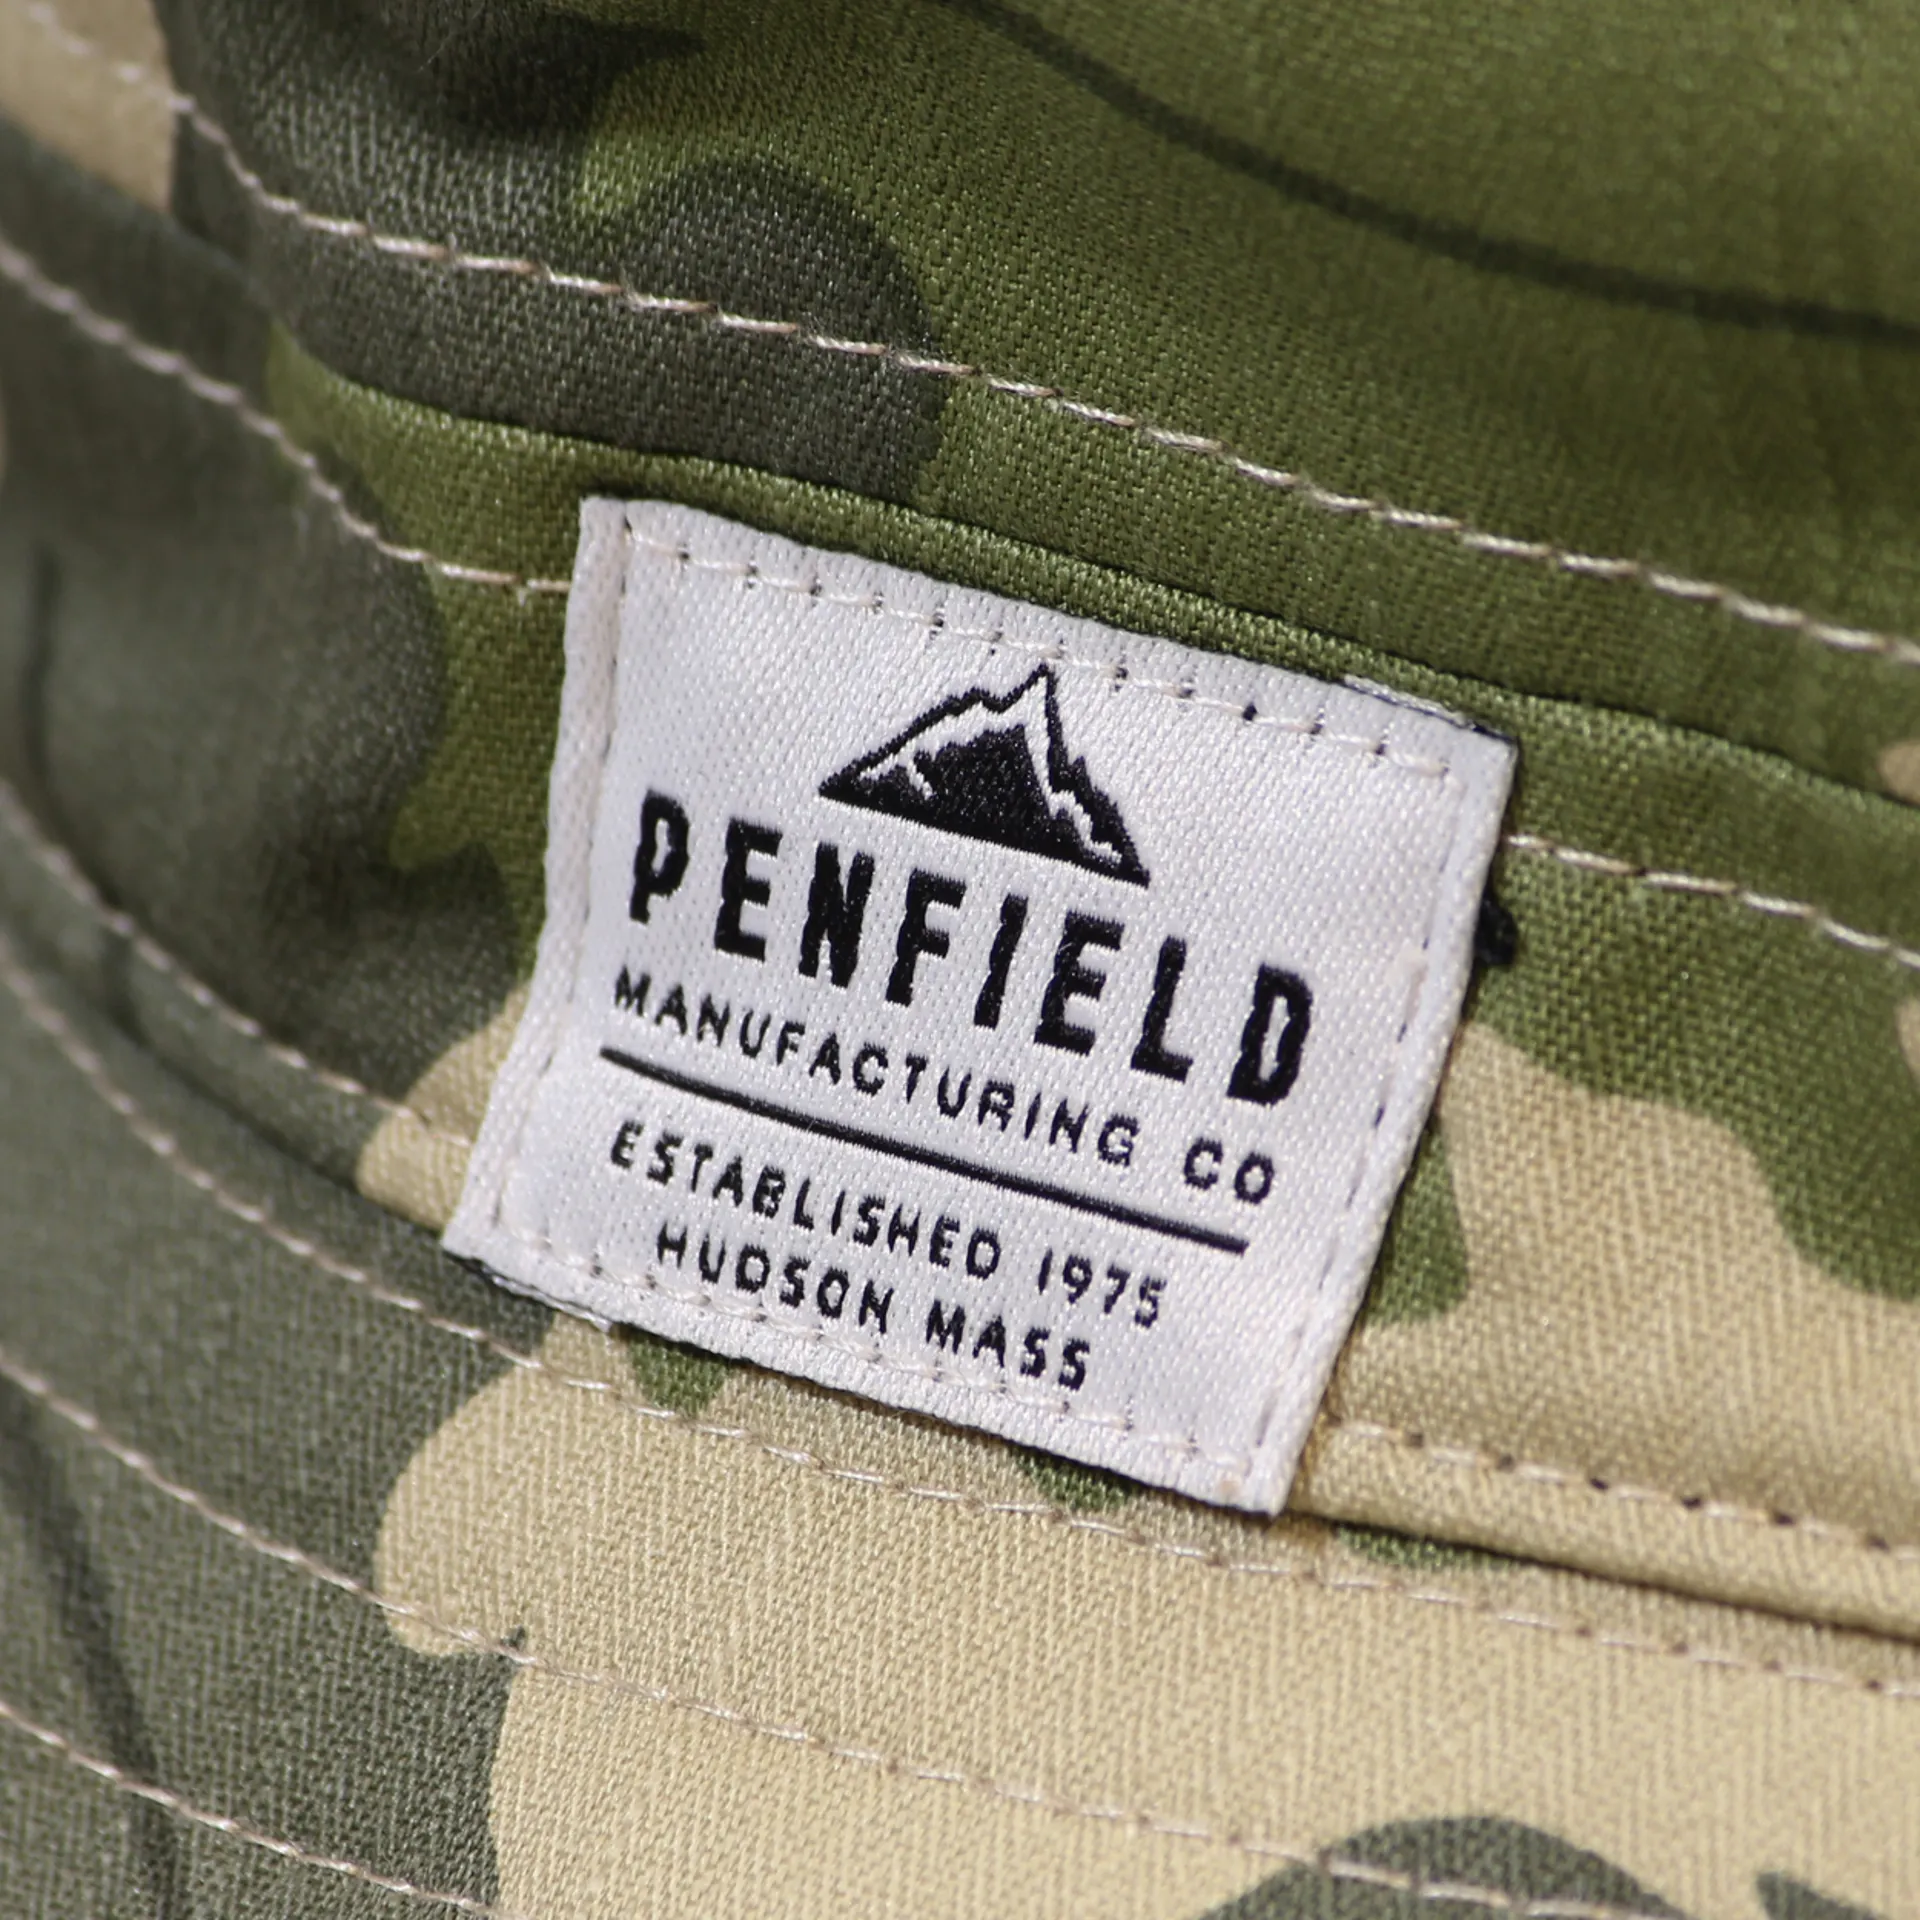 PENFIELD
MANUFACTURING CO
ESTABLISHED 1975
HUDSON MASS